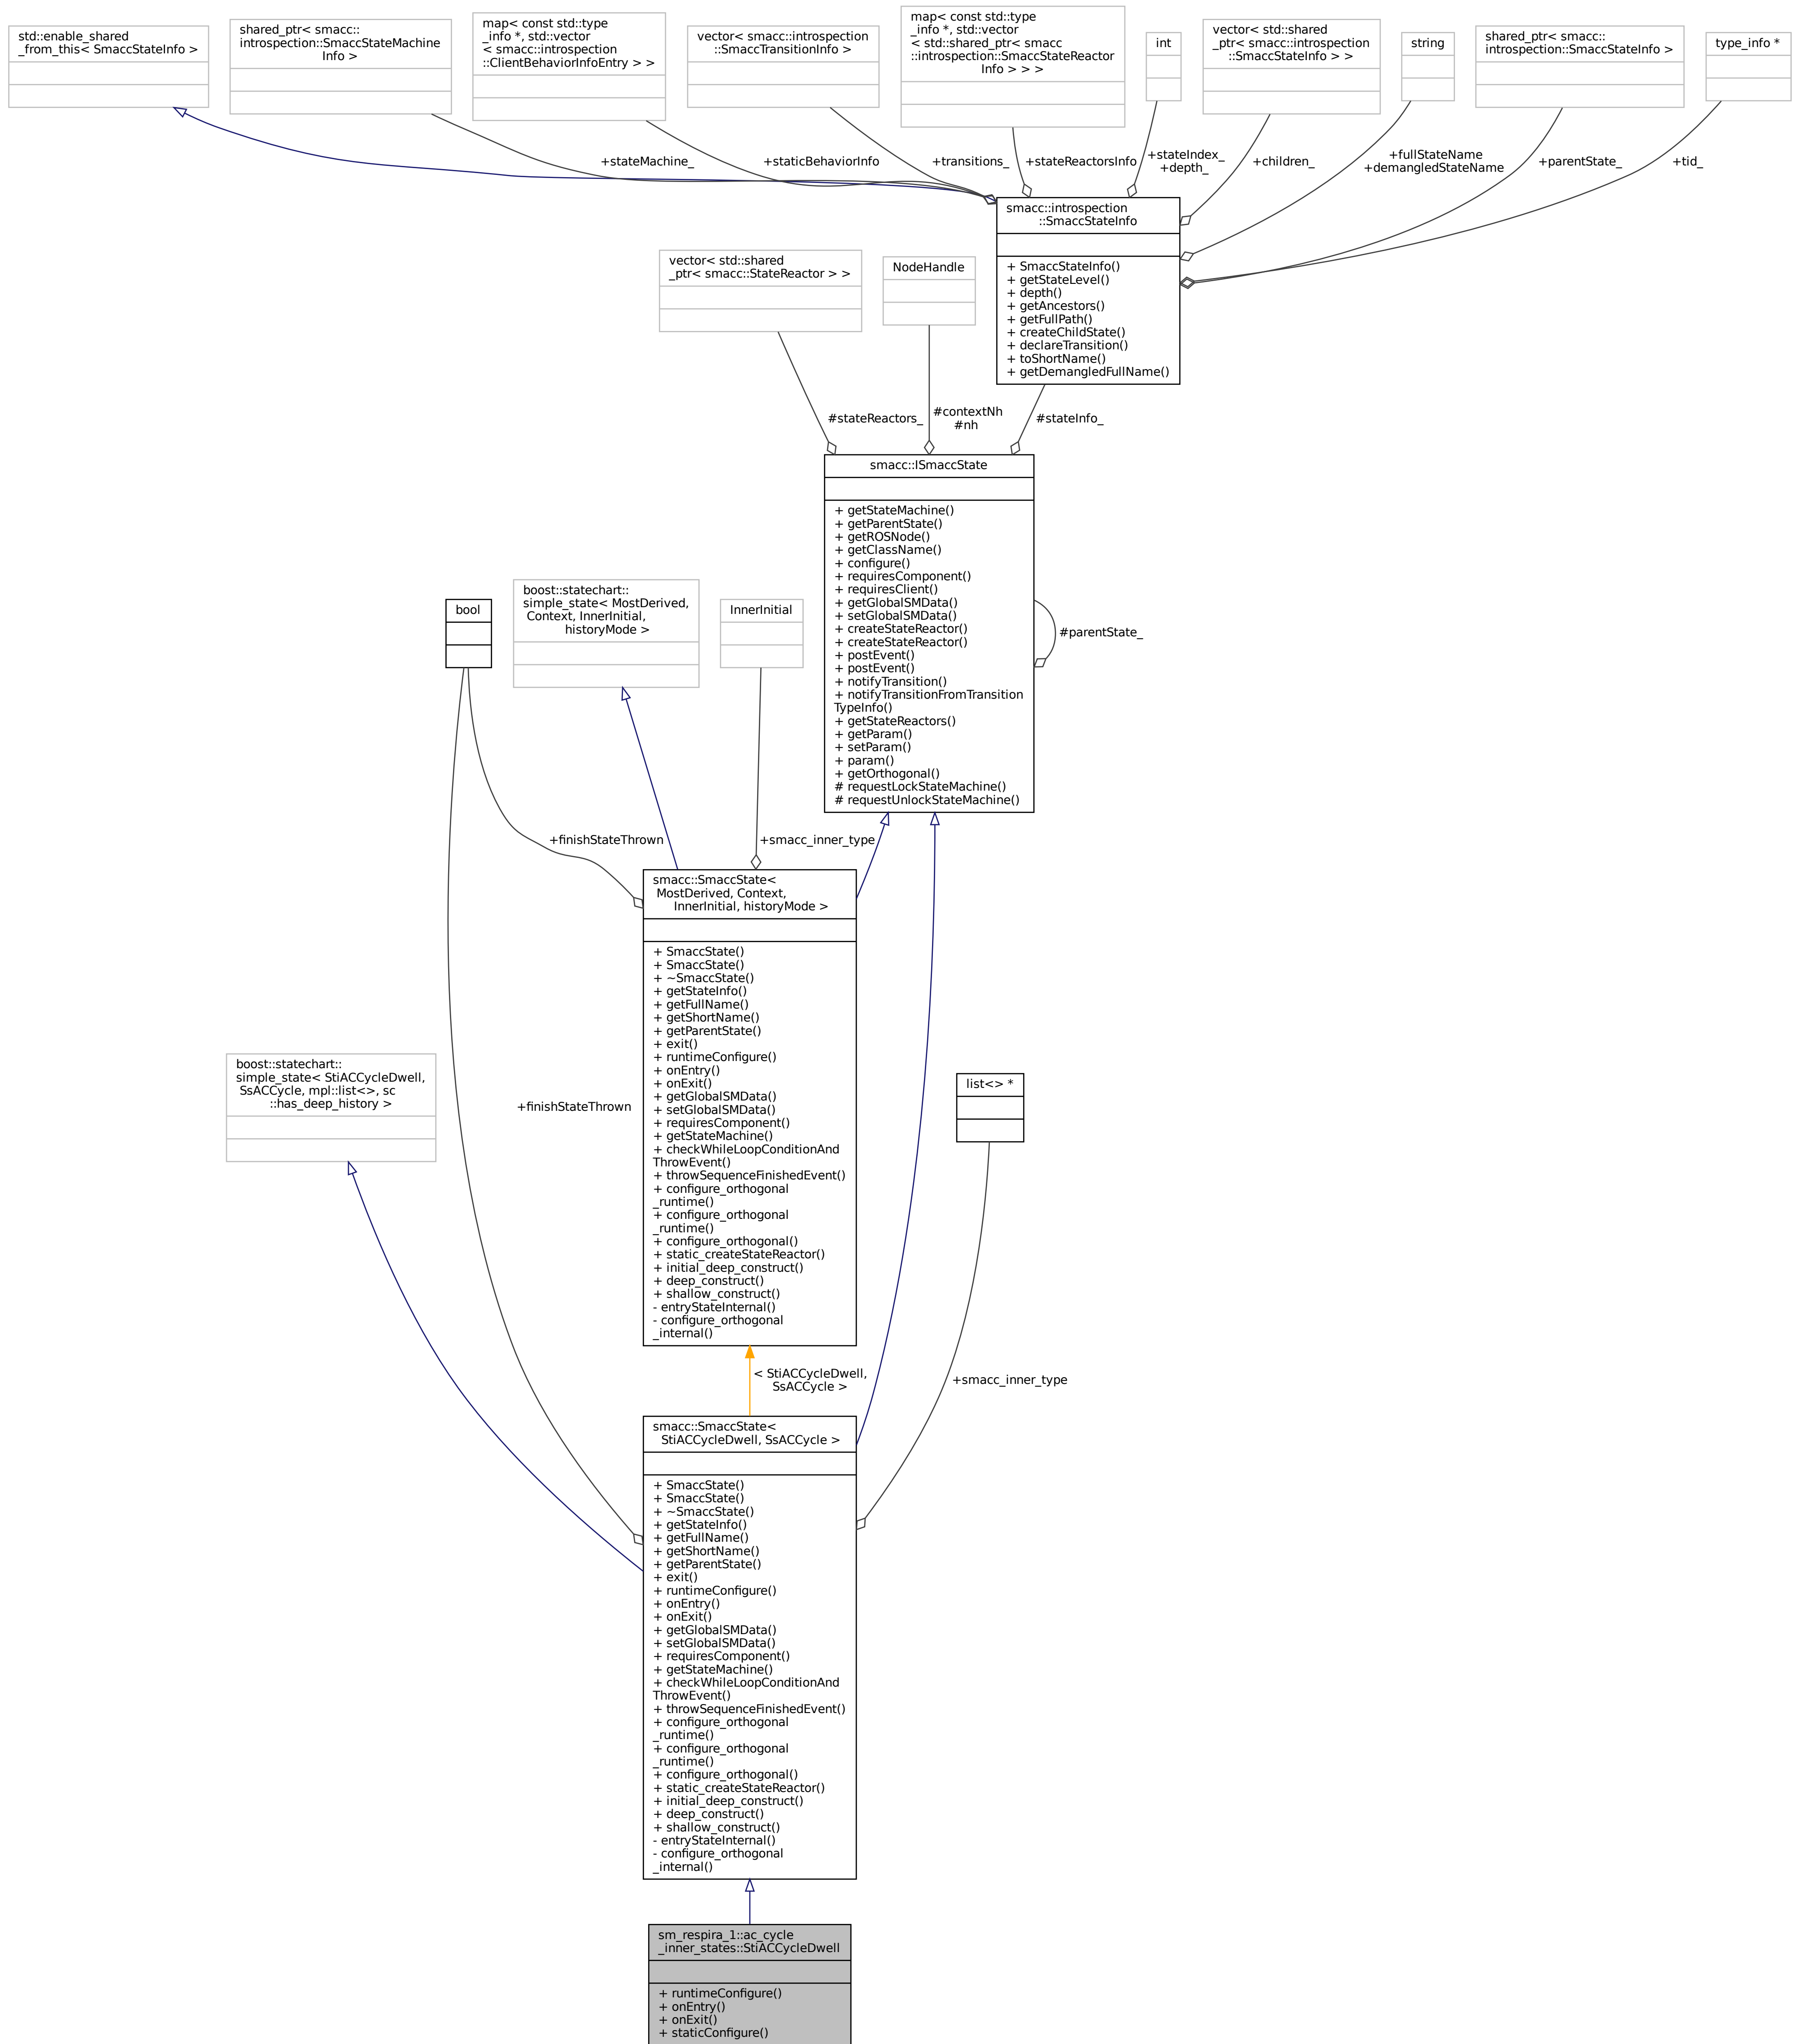 std::enable_shared
_from_this< SmaccStateInfo >
shared_ptr< smacc::
introspection::SmaccStateMachine
Info >
map< const std::type
_info *, std::vector
< smacc::introspection
::ClientBehaviorInfoEntry > >
vector< smacc::introspection
::SmaccTransitionInfo >
map< const std::type
_info *, std::vector
< std::shared_ptr< smacc
::introspection::SmaccStateReactor
Info > > >
int
vector< std::shared
_ptr< smacc::introspection
::SmaccStateInfo > >
string
shared_ptr< smacc::
introspection::SmaccStateInfo >
type_info *
+stateMachine_
+staticBehaviorInfo
+transitions_
+stateReactorsInfo
+stateIndex_
+depth_
+children_
+fullStateName
+demangledStateName
+parentState_
+tid_
smacc::introspection
::SmaccStateInfo
+ SmaccStateInfo()
+ getStateLevel()
+ depth()
+ getAncestors()
+ getFullPath()
+ createChildState()
+ declareTransition()
+ toShortName()
+ getDemangledFullName()
vector< std::shared
_ptr< smacc::StateReactor > >
NodeHandle
#stateReactors_
#contextNh
#nh
#stateInfo_
smacc::ISmaccState
+ getStateMachine()
+ getParentState()
+ getROSNode()
+ getClassName()
+ configure()
+ requiresComponent()
+ requiresClient()
+ getGlobalSMData()
+ setGlobalSMData()
+ createStateReactor()
+ createStateReactor()
+ postEvent()
+ postEvent()
+ notifyTransition()
+ notifyTransitionFromTransition
TypeInfo()
+ getStateReactors()
+ getParam()
+ setParam()
+ param()
+ getOrthogonal()
# requestLockStateMachine()
# requestUnlockStateMachine()
#parentState_
bool
boost::statechart::
simple_state< MostDerived,
Context, InnerInitial,
historyMode >
InnerInitial
+finishStateThrown
+smacc_inner_type
smacc::SmaccState<
MostDerived, Context,
InnerInitial, historyMode >
+ SmaccState()
+ SmaccState()
+ ~SmaccState()
+ getStateInfo()
+ getFullName()
+ getShortName()
+ getParentState()
+ exit()
+ runtimeConfigure()
+ onEntry()
+ onExit()
+ getGlobalSMData()
+ setGlobalSMData()
+ requiresComponent()
+ getStateMachine()
+ checkWhileLoopConditionAnd
ThrowEvent()
+ throwSequenceFinishedEvent()
+ configure_orthogonal
_runtime()
+ configure_orthogonal
_runtime()
+ configure_orthogonal()
+ static_createStateReactor()
+ initial_deep_construct()
+ deep_construct()
+ shallow_construct()
- entryStateInternal()
- configure_orthogonal
_internal()
boost::statechart::
simple_state< StiACCycleDwell,
SsACCycle, mpl::list<>, sc
::has_deep_history >
+finishStateThrown
list<> *
< StiACCycleDwell,
SsACCycle >
+smacc_inner_type
smacc::SmaccState<
StiACCycleDwell, SsACCycle >
+ SmaccState()
+ SmaccState()
+ ~SmaccState()
+ getStateInfo()
+ getFullName()
+ getShortName()
+ getParentState()
+ exit()
+ runtimeConfigure()
+ onEntry()
+ onExit()
+ getGlobalSMData()
+ setGlobalSMData()
+ requiresComponent()
+ getStateMachine()
+ checkWhileLoopConditionAnd
ThrowEvent()
+ throwSequenceFinishedEvent()
+ configure_orthogonal
_runtime()
+ configure_orthogonal
_runtime()
+ configure_orthogonal()
+ static_createStateReactor()
+ initial_deep_construct()
+ deep_construct()
+ shallow_construct()
- entryStateInternal()
- configure_orthogonal
_internal()
sm_respira_1::ac_cycle
_inner_states::StiACCycleDwell
+ runtimeConfigure()
+ onEntry()
+ onExit()
+ staticConfigure()